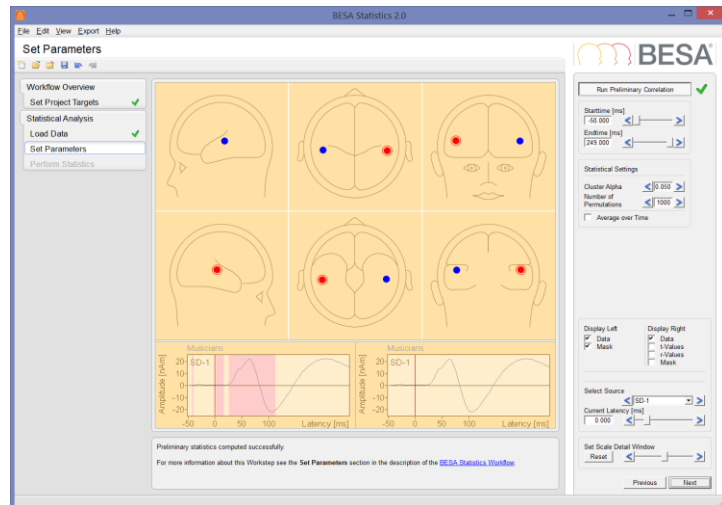 BESA Statistics 2.0
File Edit View Export Help
Set Parameters
BESA
Workflow Overview
Set Project Targets
Statistical Analysis
Load Data
Set Parameters
Perform Statistics
Run Preliminary Correlation
Starttime [ms]
-50.000
Endtime [ms]
249.000
Statistical Settings
Cluster Alpha 0.050
Number of
Permutations 1000
Average over Time
Display Left Display Right
Data Data
Mask t-Values
r-Values
Mask
Select Source
SD-1
Current Latency [ms]
0.000
Set Scale Detail Window
Reset
Previous Next
Musicians
SD-1
Amplitude [nAm]
20
10
0
-10
-20
-50 0 50 100
Latency [ms]
Musicians
SD-1
Amplitude [nAm]
20
10
0
-10
-20
-50 0 50 100
Latency [ms]
Preliminary statistics computed successfully.
For more information about this Workstep see the Set Parameters section in the description of the BESA Statistics Workflow.